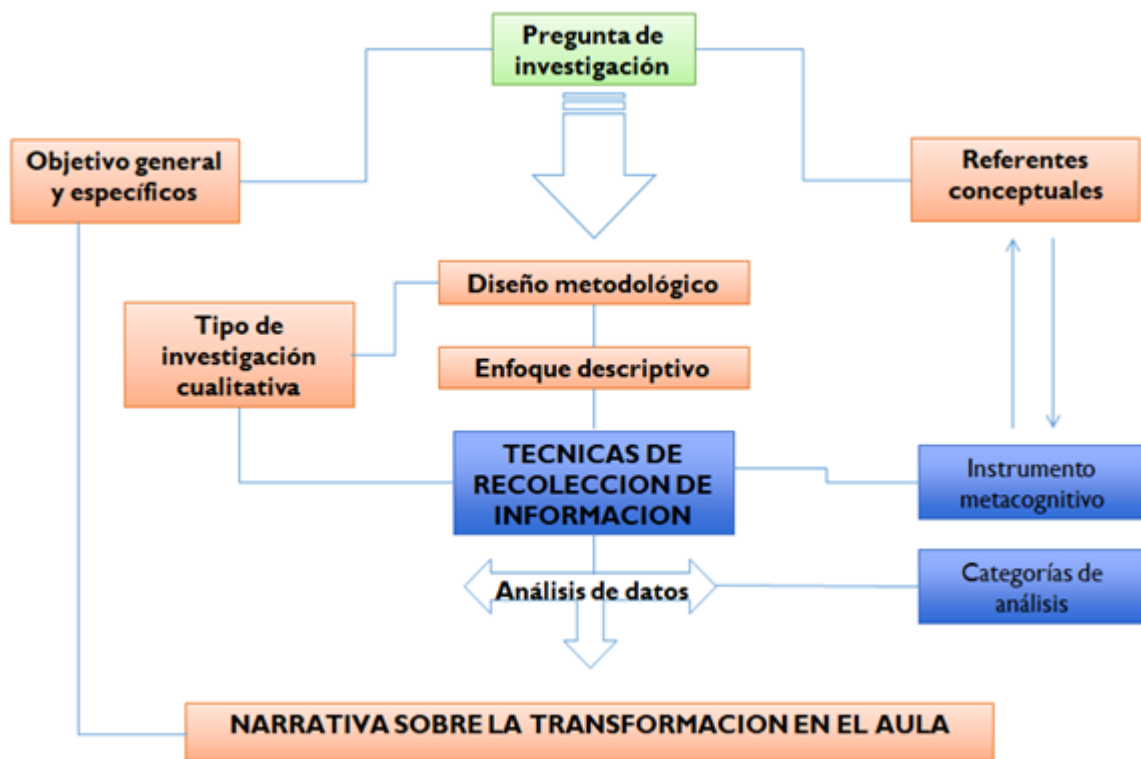 Pregunta de
investigación
Objetivo general
y específicos
Referentes
conceptuales
Diseño metodológico
Tipo de
investigación
cualitativa
Enfoque descriptivo
TECNICAS DE
RECOLECCION DE
INFORMACION
Instrumento
metacognitivo
Análisis de datos
Categorías de
análisis
NARRATIVA SOBRE LA TRANSFORMACION EN EL AULA